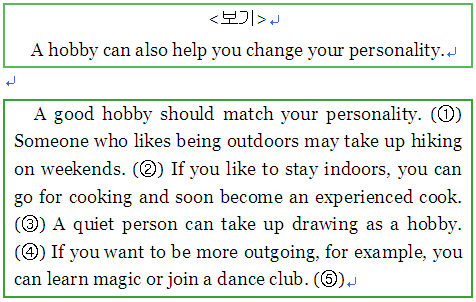 <보기>
A hobby can also help you change your personality.
A good hobby should match your personality. (①)
Someone who likes being outdoors may take up hiking
on weekends. (②) If you like to stay indoors, you can
go for cooking and soon become an experienced cook.
(③) A quiet person can take up drawing as a hobby.
(④) If you want to be more outgoing, for example, you
can learn magic or join a dance club. (⑤)